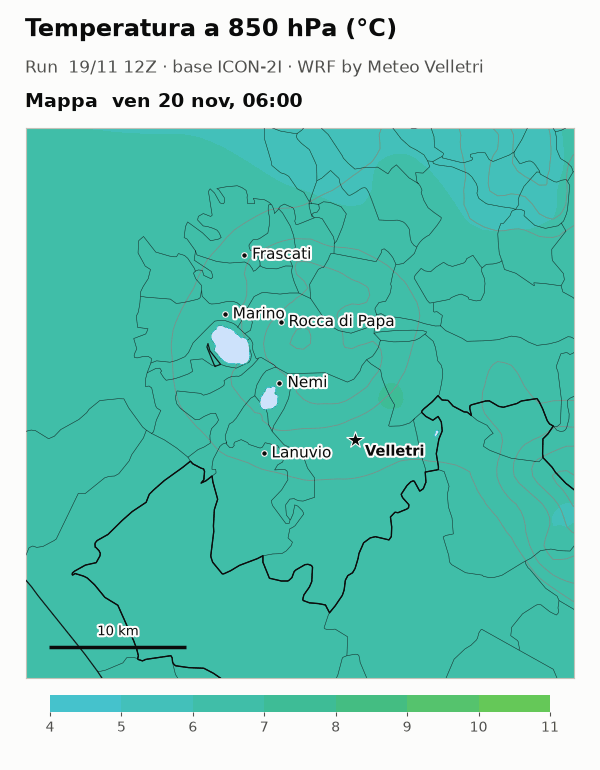 Temperatura a 850 hPa (°C)
Run 19/11 12Z · base ICON-2I · WRF by Meteo Velletri
Mappa ven 20 nov, 06:00
Frascati
Marino
Rocca di Papa
Nemi
Velletri
Lanuvio
10 km
4 5 6 7 8 9 10 11